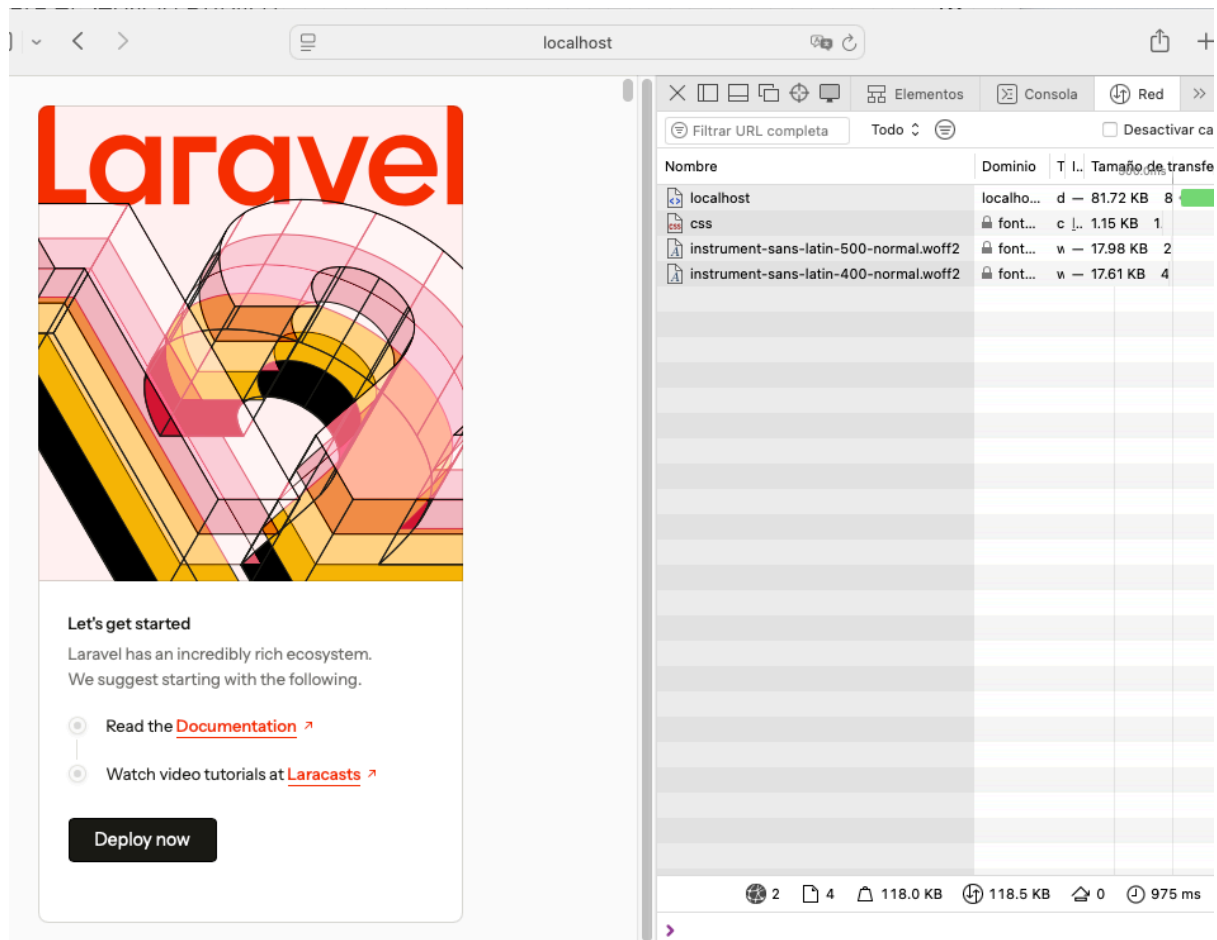 localhost
Elementos
Consola
Red
Filtrar URL completa
Todo
Desactivar ca
Nombre
Dominio
T
I..
Tamaño de transfe
localhost
localho...
d
—
81.72 KB
8
css
font...
c
I..
1.15 KB
1
instrument-sans-latin-500-normal.woff2
font...
w
—
17.98 KB
2
instrument-sans-latin-400-normal.woff2
font...
w
—
17.61 KB
4
2
4
118.0 KB
118.5 KB
0
975 ms
Laravel
Let's get started
Laravel has an incredibly rich ecosystem.
We suggest starting with the following.
Read the Documentation
Watch video tutorials at Laracasts
Deploy now